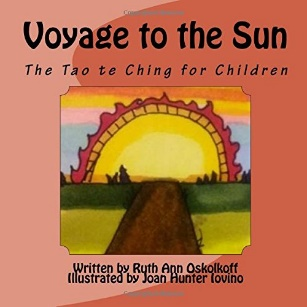 Voyage to the Sun
The Tao te Ching for Children
Written by Ruth Ann Oskolkoff
Illustrated by Joan Hunter Iovino